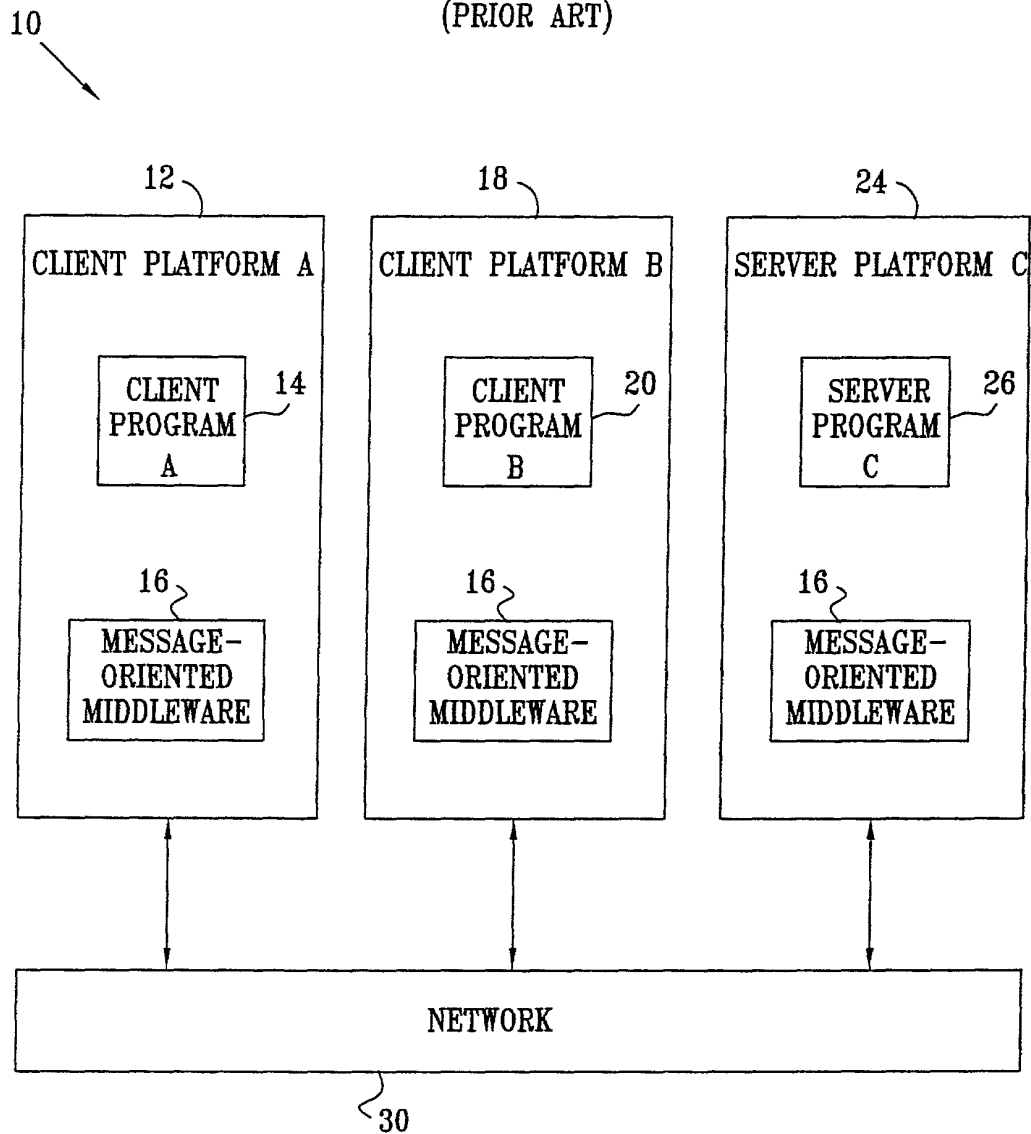 (PRIOR ART)
10
12
18
24
CLIENT PLATFORM A
CLIENT PLATFORM B
SERVER PLATFORM C
CLIENT
PROGRAM
A
14
CLIENT
PROGRAM
B
20
SERVER
PROGRAM
C
26
16
MESSAGE-
ORIENTED
MIDDLEWARE
16
MESSAGE-
ORIENTED
MIDDLEWARE
16
MESSAGE-
ORIENTED
MIDDLEWARE
NETWORK
30